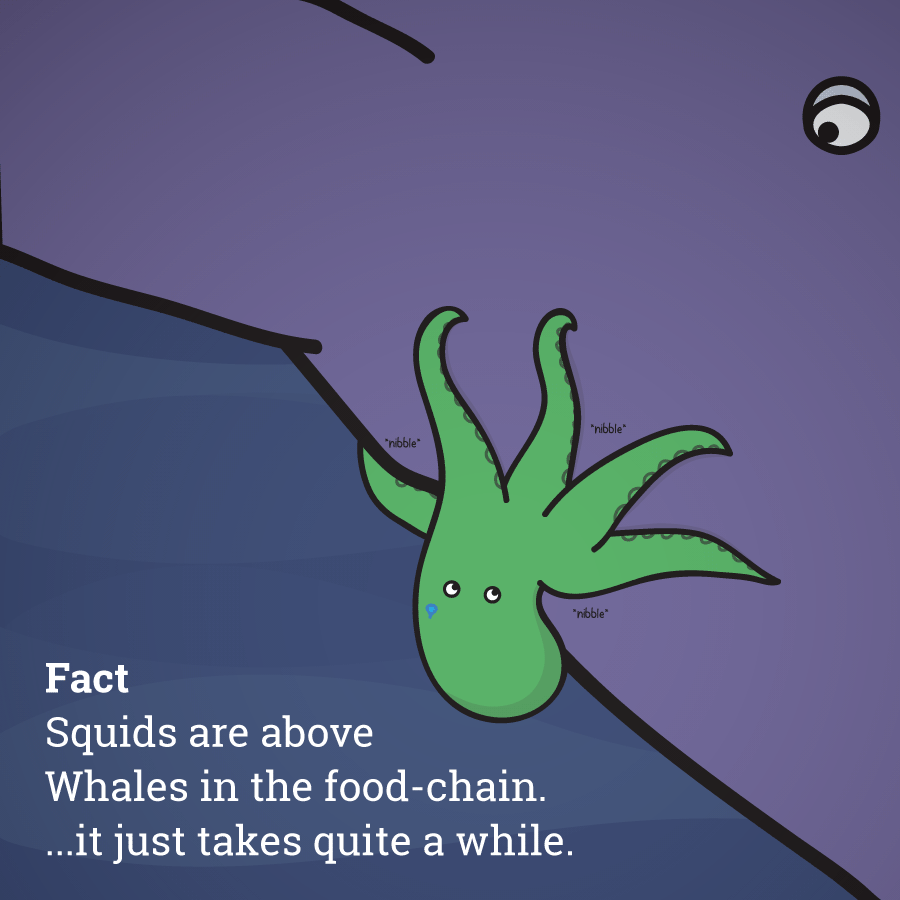 "nibble"
"nibble"
"nibble"
Fact
Squids are above
Whales in the food-chain.
...it just takes quite a while.